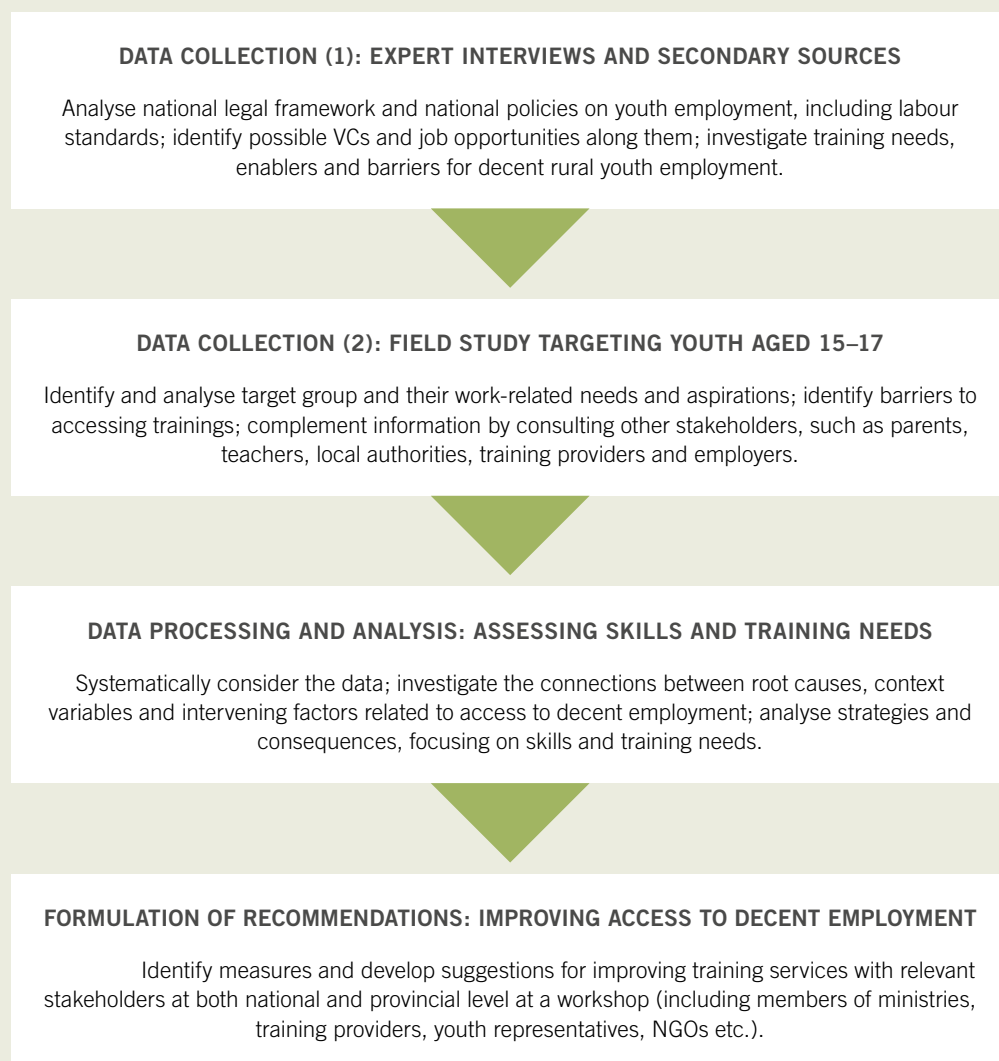 DATA COLLECTION (1): EXPERT INTERVIEWS AND SECONDARY SOURCES
Analyse national legal framework and national policies on youth employment, including labour
standards; identify possible VCs and job opportunities along them; investigate training needs,
enablers and barriers for decent rural youth employment.
DATA COLLECTION (2): FIELD STUDY TARGETING YOUTH AGED 15–17
Identify and analyse target group and their work-related needs and aspirations; identify barriers to
accessing trainings; complement information by consulting other stakeholders, such as parents,
teachers, local authorities, training providers and employers.
DATA PROCESSING AND ANALYSIS: ASSESSING SKILLS AND TRAINING NEEDS
Systematically consider the data; investigate the connections between root causes, context
variables and intervening factors related to access to decent employment; analyse strategies and
consequences, focusing on skills and training needs.
FORMULATION OF RECOMMENDATIONS: IMPROVING ACCESS TO DECENT EMPLOYMENT
Identify measures and develop suggestions for improving training services with relevant
stakeholders at both national and provincial level at a workshop (including members of ministries,
training providers, youth representatives, NGOs etc.).